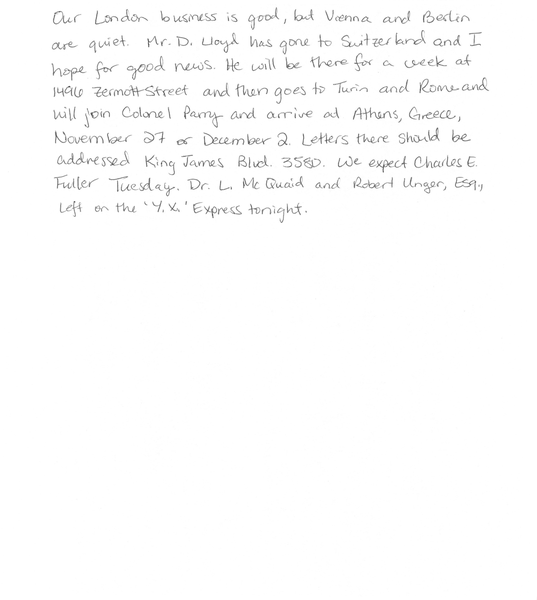 Our London business is good, but Vienna and Berlin
are quiet. Mr. D. Lloyd has gone to Switzerland and I
hope for good news. He will be there for a week at
1496 Zermott Street and then goes to Turin and Rome and
will join Colonel Parry and arrive at Athens, Greece,
November 27 or December 2. Letters there should be
addressed King James Blvd. 3580. We expect Charles E.
Fuller Tuesday. Dr. L. McQuaid and Robert Unger, Esq.,
left on the 'Y.X.' Express tonight.